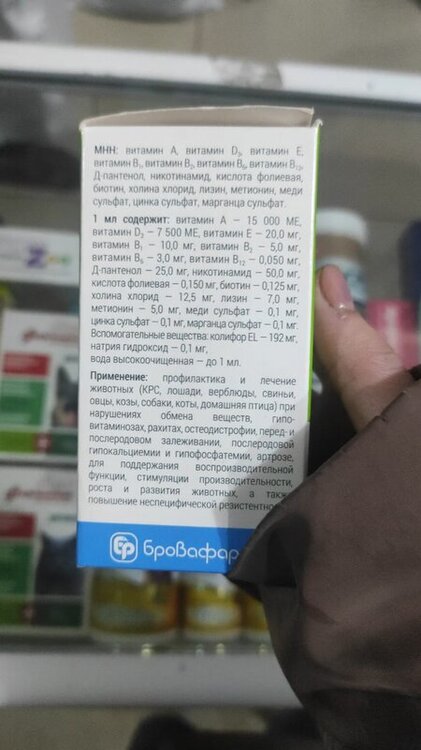 МНН: витамин А, витамин D₃, витамин Е,
витамин В₁, витамин В₂, витамин В₆, витамин В₁₂,
Д-пантенол, никотинамид, кислота фолиевая,
биотин, холина хлорид, лизин, метионин, меди
сульфат, цинка сульфат, марганца сульфат.
1 мл содержит: витамин А – 15 000 МЕ,
витамин D₃ – 7 500 МЕ, витамин Е – 20,0 мг,
витамин В₁ – 10,0 мг, витамин В₂ – 5,0 мг,
витамин В₆ – 3,0 мг, витамин В₁₂ – 0,050 мг,
Д-пантенол – 25,0 мг, никотинамид – 50,0 мг,
кислота фолиевая – 0,150 мг, биотин – 0,125 мг,
холина хлорид – 12,5 мг, лизин – 7,0 мг,
метионин – 5,0 мг, меди сульфат – 0,1 мг,
цинка сульфат – 0,1 мг, марганца сульфат – 0,1 мг.
Вспомогательные вещества: колифор EL – 192 мг,
натрия гидроксид – 0,1 мг,
вода высокоочищенная – до 1 мл.
Применение: профилактика и лечение
животных (КРС, лошади, верблюды, свиньи,
овцы, козы, собаки, коты, домашняя птица) при
нарушениях обмена веществ, гипо-
витаминозах, рахитах, остеодистрофии, перед- и
послеродовом залеживании, послеродовой
гипокальциемии и гипофосфатемии, артрозе,
для поддержания воспроизводительной
функции, стимуляции производительности,
роста и развития животных, а такж
повышение неспецифической резистентно
бровафар